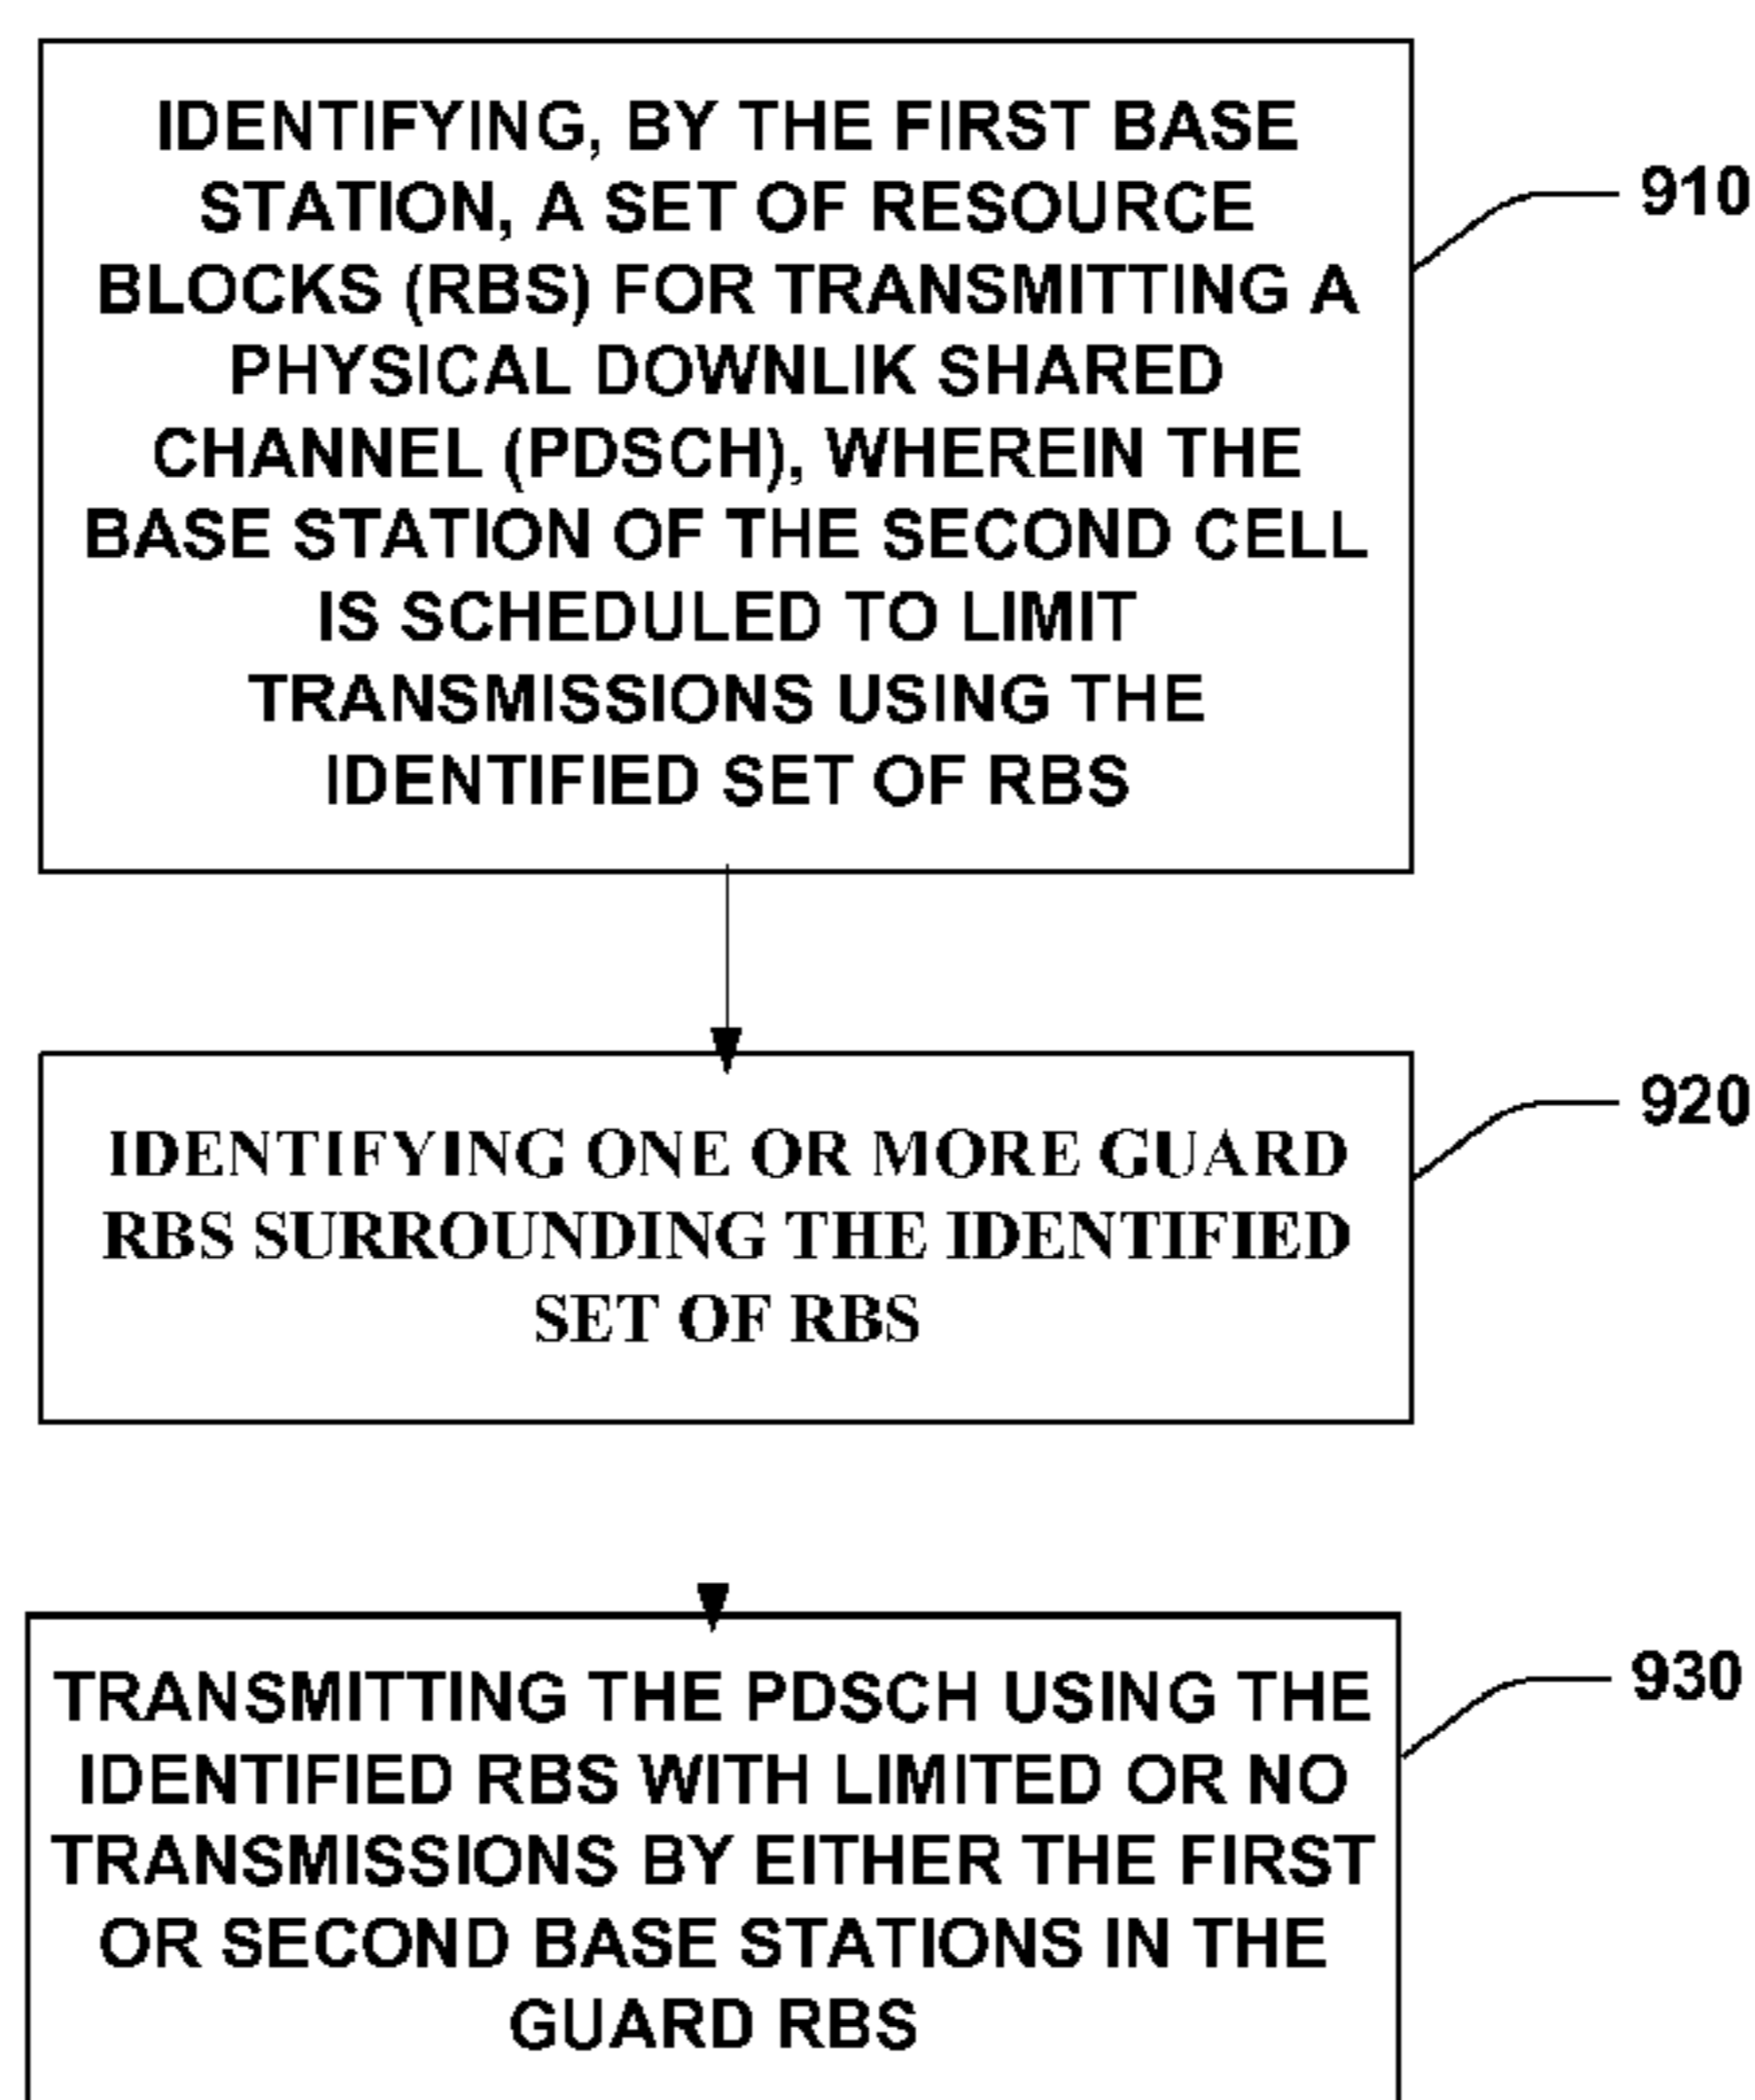 IDENTIFYING, BY THE FIRST BASE
STATION, A SET OF RESOURCE
BLOCKS (RBS) FOR TRANSMITTING A
PHYSICAL DOWNLIK SHARED
CHANNEL (PDSCH), WHEREIN THE
BASE STATION OF THE SECOND CELL
IS SCHEDULED TO LIMIT
TRANSMISSIONS USING THE
IDENTIFIED SET OF RBS
910
IDENTIFYING ONE OR MORE GUARD
RBS SURROUNDING THE IDENTIFIED
SET OF RBS
920
TRANSMITTING THE PDSCH USING THE
IDENTIFIED RBS WITH LIMITED OR NO
TRANSMISSIONS BY EITHER THE FIRST
OR SECOND BASE STATIONS IN THE
GUARD RBS
930